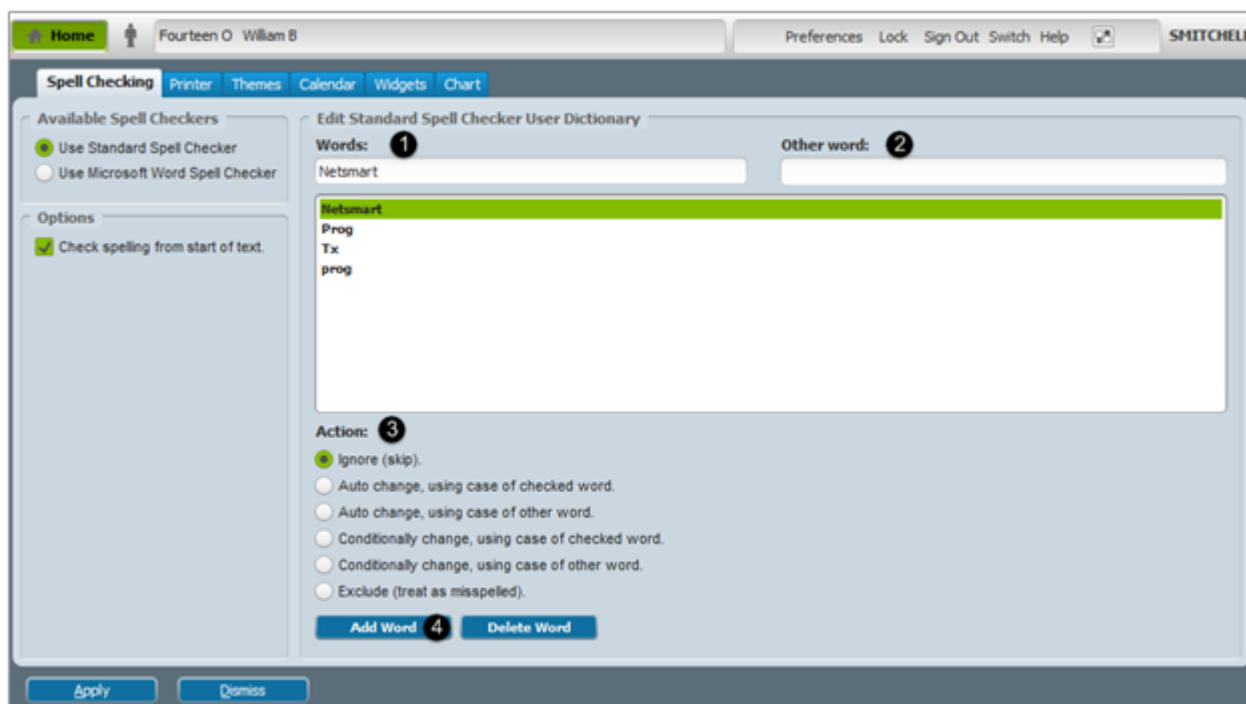 Home Fourteen O William B Preferences Lock Sign Out Switch Help SMITCHELL
Spell Checking Printer Themes Calendar Widgets Chart
Available Spell Checkers
Use Standard Spell Checker
Use Microsoft Word Spell Checker
Options
Check spelling from start of text.
Edit Standard Spell Checker User Dictionary
Words: 1 Other word: 2
Netsmart
Netsmart
Prog
Tx
prog
Action: 3
Ignore (skip).
Auto change, using case of checked word.
Auto change, using case of other word.
Conditionally change, using case of checked word.
Conditionally change, using case of other word.
Exclude (treat as misspelled).
Add Word 4 Delete Word
Apply Dismiss